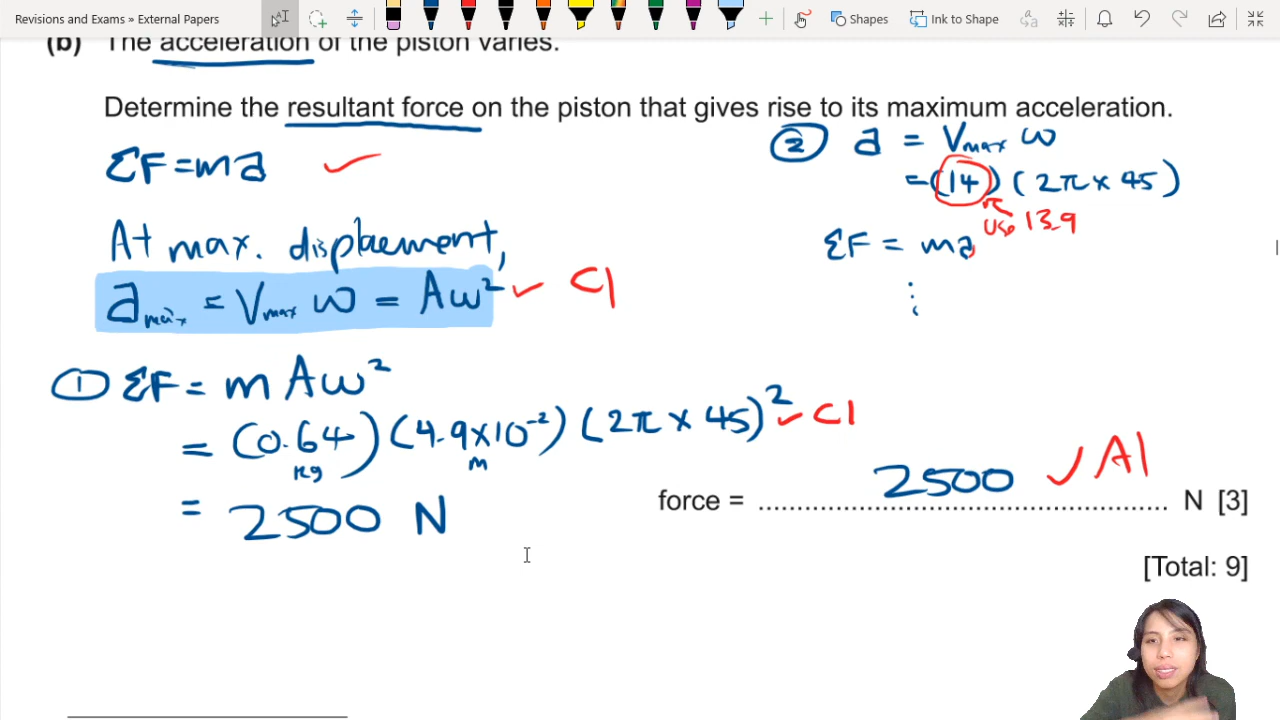 Revisions and Exams » External Papers
Shapes
Ink to Shape
(b) The acceleration of the piston varies.
Determine the resultant force on the piston that gives rise to its maximum acceleration.
ΣF = ma ✓
At max. displaement,
a max = Vmax ω = Aω² ✓ C1
① ΣF = m Aω²
= (0.64) (4.9×10⁻²) (2π × 45)² ✓ C1
kg m
= 2500 N
② a = Vmax ω
= (14) (2π × 45)
use 13.9
ΣF = ma
⋮
force = 2500 N [3] ✓ A1
[Total: 9]